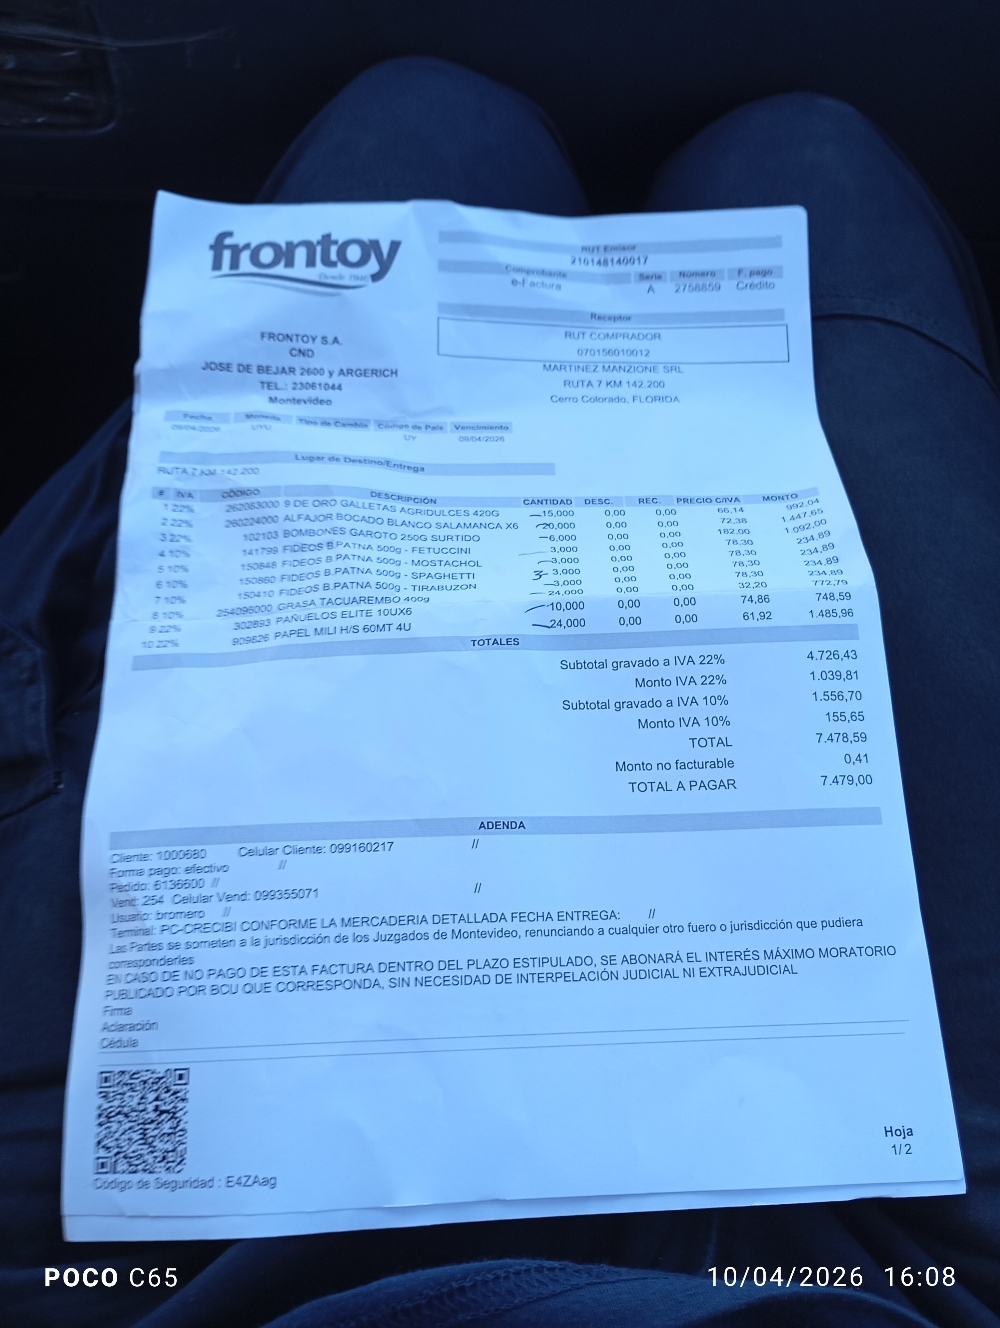 frontoy
Desde 1940
RUT Emisor
210148140017
Comprobante Serie Número F. pago
e-Factura A 2758859 Crédito
Receptor
RUT COMPRADOR
070156010012
MARTINEZ MANZIONE SRL
RUTA 7 KM 142.200
Cerro Colorado, FLORIDA
FRONTOY S.A.
CND
JOSE DE BEJAR 2600 y ARGERICH
TEL.: 23061044
Montevideo
Fecha Moneda Tipo de Cambio Código de País Vencimiento
09/04/2026 UYU UY 09/04/2026
Lugar de Destino/Entrega
RUTA 7 KM 142.200
# IVA CÓDIGO DESCRIPCIÓN CANTIDAD DESC. REC. PRECIO C/IVA MONTO
1 22% 262063000 9 DE ORO GALLETAS AGRIDULCES 420G 15,000 0,00 0,00 66,14 992,04
2 22% 260224000 ALFAJOR BOCADO BLANCO SALAMANCA X6 20,000 0,00 0,00 72,38 1.447,65
3 22% 102103 BOMBONES GAROTO 250G SURTIDO 6,000 0,00 0,00 182,00 1.092,00
4 10% 141799 FIDEOS B.PATNA 500g - FETUCCINI 3,000 0,00 0,00 78,30 234,89
5 10% 150848 FIDEOS B.PATNA 500g - MOSTACHOL 3,000 0,00 0,00 78,30 234,89
6 10% 150860 FIDEOS B.PATNA 500g - SPAGHETTI 3 3,000 0,00 0,00 78,30 234,89
7 10% 150410 FIDEOS B.PATNA 500g - TIRABUZON 3,000 0,00 0,00 78,30 234,89
8 10% 254096000 GRASA TACUAREMBO 400g 24,000 0,00 0,00 32,20 772,79
9 22% 302893 PAÑUELOS ELITE 10UX6 10,000 0,00 0,00 74,86 748,59
10 22% 909826 PAPEL MILI H/S 60MT 4U 24,000 0,00 0,00 61,92 1.485,96
TOTALES
Subtotal gravado a IVA 22% 4.726,43
Monto IVA 22% 1.039,81
Subtotal gravado a IVA 10% 1.556,70
Monto IVA 10% 155,65
TOTAL 7.478,59
Monto no facturable 0,41
TOTAL A PAGAR 7.479,00
ADENDA
Cliente: 1000680 Celular Cliente: 099160217 //
Forma pago: efectivo //
Pedido: 6136600 //
Vend: 254 Celular Vend: 099355071 //
Usuario: bromero //
Terminal: PC-CRECIBI CONFORME LA MERCADERIA DETALLADA FECHA ENTREGA: //
Las Partes se someten a la jurisdicción de los Juzgados de Montevideo, renunciando a cualquier otro fuero o jurisdicción que pudiera
corresponderles
EN CASO DE NO PAGO DE ESTA FACTURA DENTRO DEL PLAZO ESTIPULADO, SE ABONARÁ EL INTERÉS MÁXIMO MORATORIO
PUBLICADO POR BCU QUE CORRESPONDA, SIN NECESIDAD DE INTERPELACIÓN JUDICIAL NI EXTRAJUDICIAL
Firma
Aclaración
Cédula
Hoja
1/2
Código de Seguridad : E4ZAag
POCO C65
10/04/2026 16:08